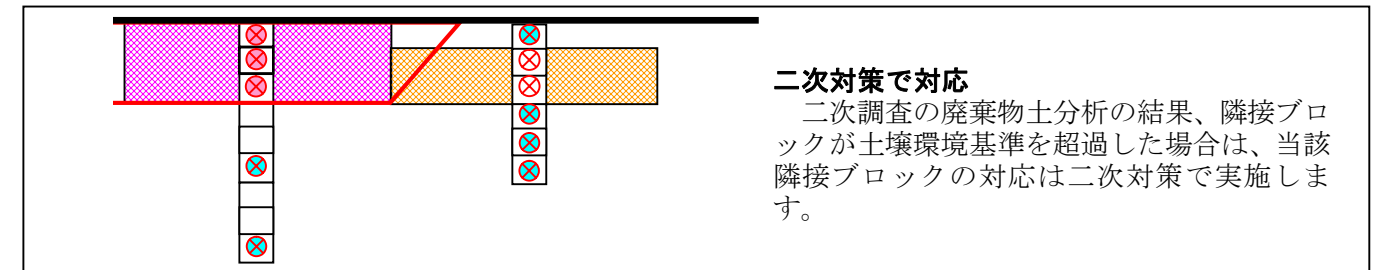 二次対策で対応
　二次調査の廃棄物土分析の結果、隣接ブロ
ックが土壌環境基準を超過した場合は、当該
隣接ブロックの対応は二次対策で実施しま
す。